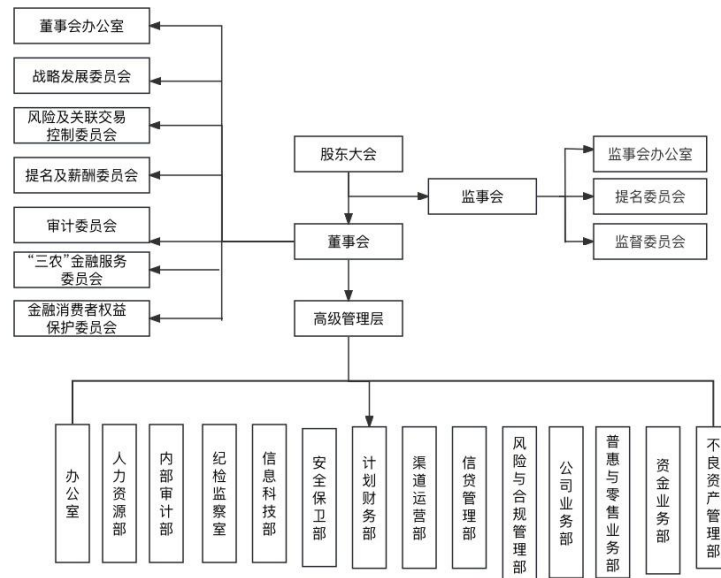 董事会办公室
战略发展委员会
风险及关联交易
控制委员会
提名及薪酬委员会
审计委员会
“三农”金融服务
委员会
金融消费者权益
保护委员会
股东大会
监事会
董事会
高级管理层
监事会办公室
提名委员会
监督委员会
办公室
人力资源部
内部审计部
纪检监察室
信息科技部
安全保卫部
计划财务部
渠道运营部
信贷管理部
风险与合规管理部
公司业务部
普惠与零售业务部
资金业务部
不良资产管理部